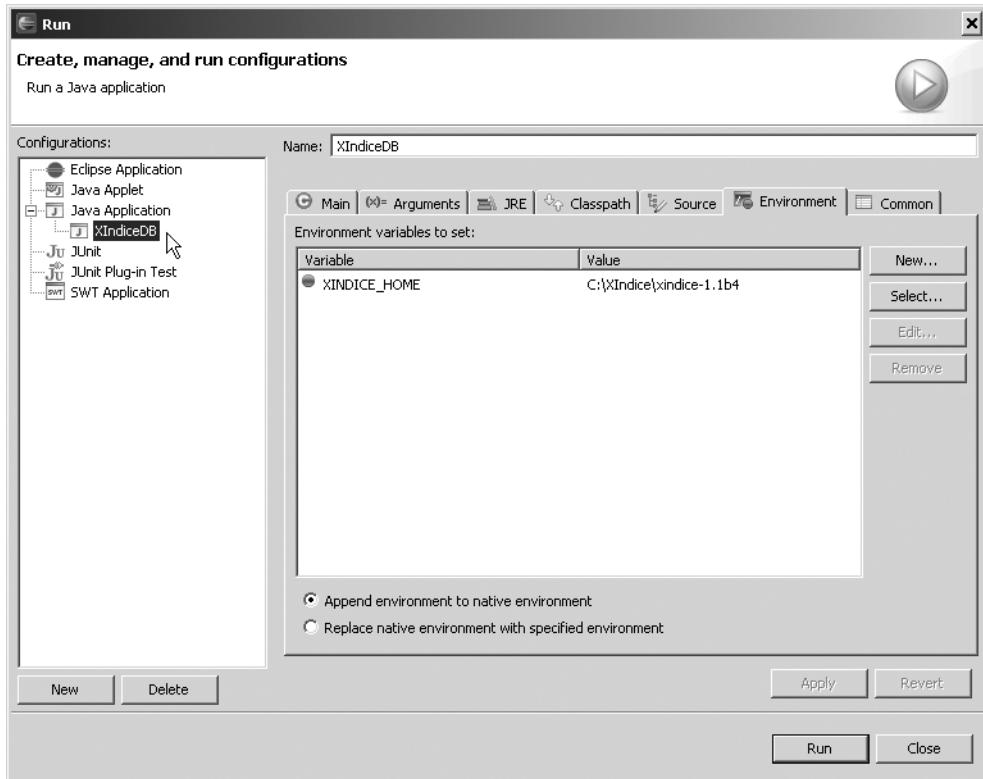 Run
Create, manage, and run configurations
Run a Java application
Configurations:
Eclipse Application
Java Applet
Java Application
XIndiceDB
JUnit
JUnit Plug-in Test
SWT Application
New
Delete
Name: XIndiceDB
Main (x)= Arguments JRE Classpath Source Environment Common
Environment variables to set:
Variable Value
XINDICE_HOME C:\XIndice\xindice-1.1b4
New...
Select...
Edit...
Remove
Append environment to native environment
Replace native environment with specified environment
Apply Revert
Run Close